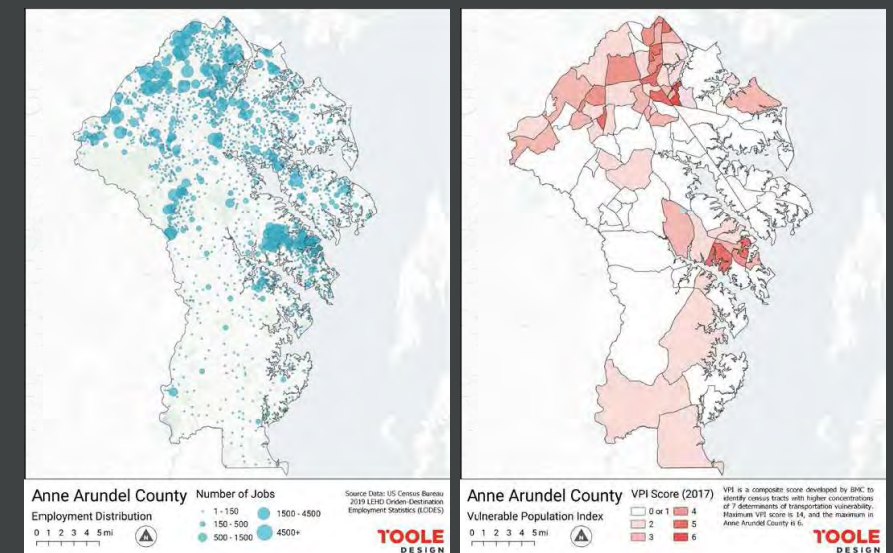 Anne Arundel County
Employment Distribution
0 1 2 3 4 5 mi
N
Number of Jobs
1 - 150
150 - 500
500 - 1500
1500 - 4500
4500+
Source Data: US Census Bureau
2019 LEHD Oriden-Destination
Employment Statistics (LODES)
TOOLE
DESIGN
Anne Arundel County
Vulnerable Population Index
0 1 2 3 4 5 mi
N
VPI Score (2017)
0 or 1
2
3
4
5
6
VPI is a composite score developed by BMC to
identify census tracts with higher concentrations
of 7 determinents of transportation vulnerability.
Maximum VPI score is 14, and the maximum in
Anne Arundel County is 6.
TOOLE
DESIGN